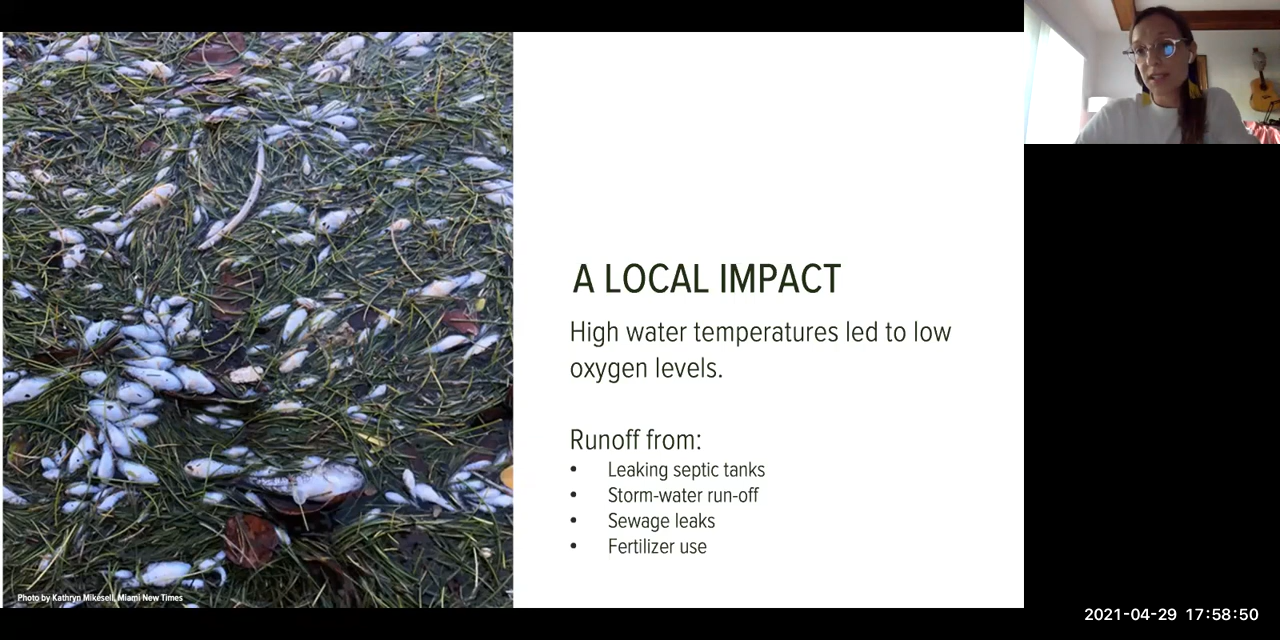 A LOCAL IMPACT
High water temperatures led to low
oxygen levels.
Runoff from:
• Leaking septic tanks
• Storm-water run-off
• Sewage leaks
• Fertilizer use
Photo by Kathryn Mikesell, Miami New Times
2021-04-29 17:58:50